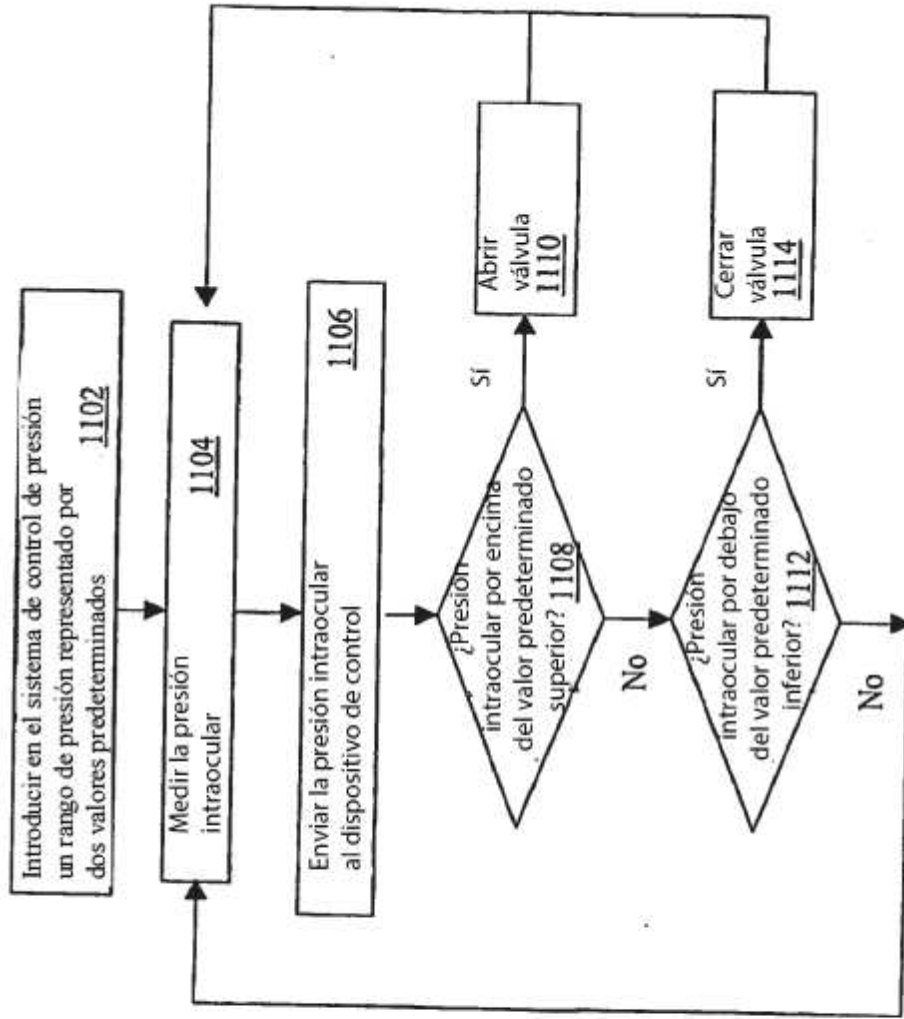 Introducir en el sistema de control de presión
un rango de presión representado por
dos valores predeterminados
1102
Medir la presión
intraocular
1104
Enviar la presión intraocular
al dispositivo de control
1106
¿Presión
intraocular por encima
del valor predeterminado
superior? 1108
Sí
Abrir
válvula
1110
No
¿Presión
intraocular por debajo
del valor predeterminado
inferior? 1112
Sí
Cerrar
válvula
1114
No